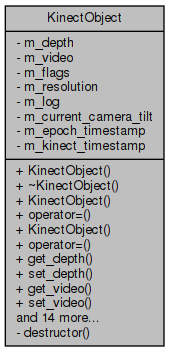 KinectObject
- m_depth
- m_video
- m_flags
- m_resolution
- m_log
- m_current_camera_tilt
- m_epoch_timestamp
- m_kinect_timestamp
+ KinectObject()
+ ~KinectObject()
+ KinectObject()
+ operator=()
+ KinectObject()
+ operator=()
+ get_depth()
+ set_depth()
+ get_video()
+ set_video()
and 14 more...
- destructor()